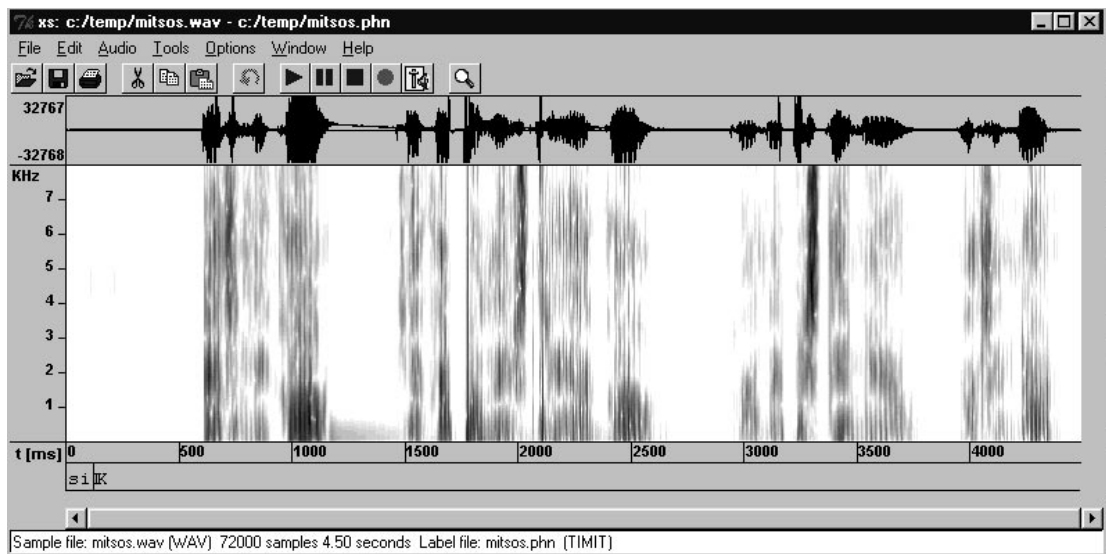 xs: c:/temp/mitsos.wav - c:/temp/mitsos.phn
File Edit Audio Tools Options Window Help
32767
-32768
KHz
7
6
5
4
3
2
1
t [ms] 0 500 1000 1500 2000 2500 3000 3500 4000
si
Sample file: mitsos.wav (WAV) 72000 samples 4.50 seconds Label file: mitsos.phn (TIMIT)